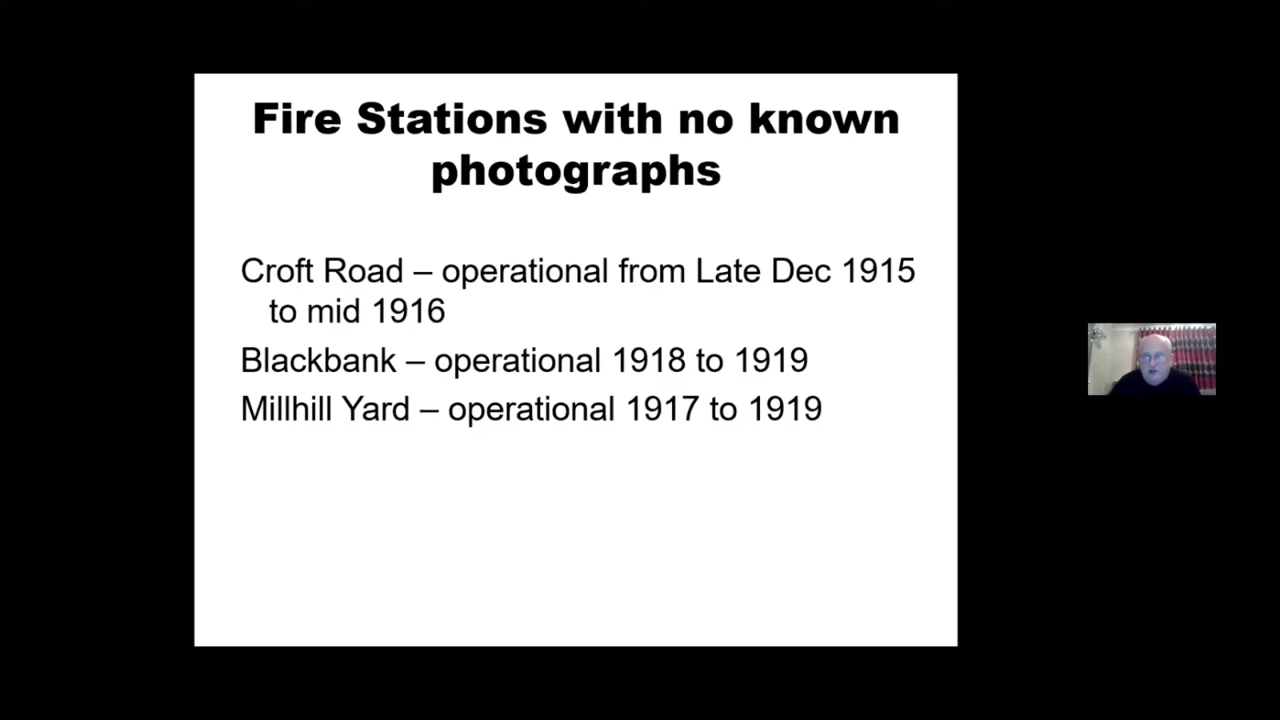 Fire Stations with no known
photographs
Croft Road – operational from Late Dec 1915
to mid 1916
Blackbank – operational 1918 to 1919
Millhill Yard – operational 1917 to 1919